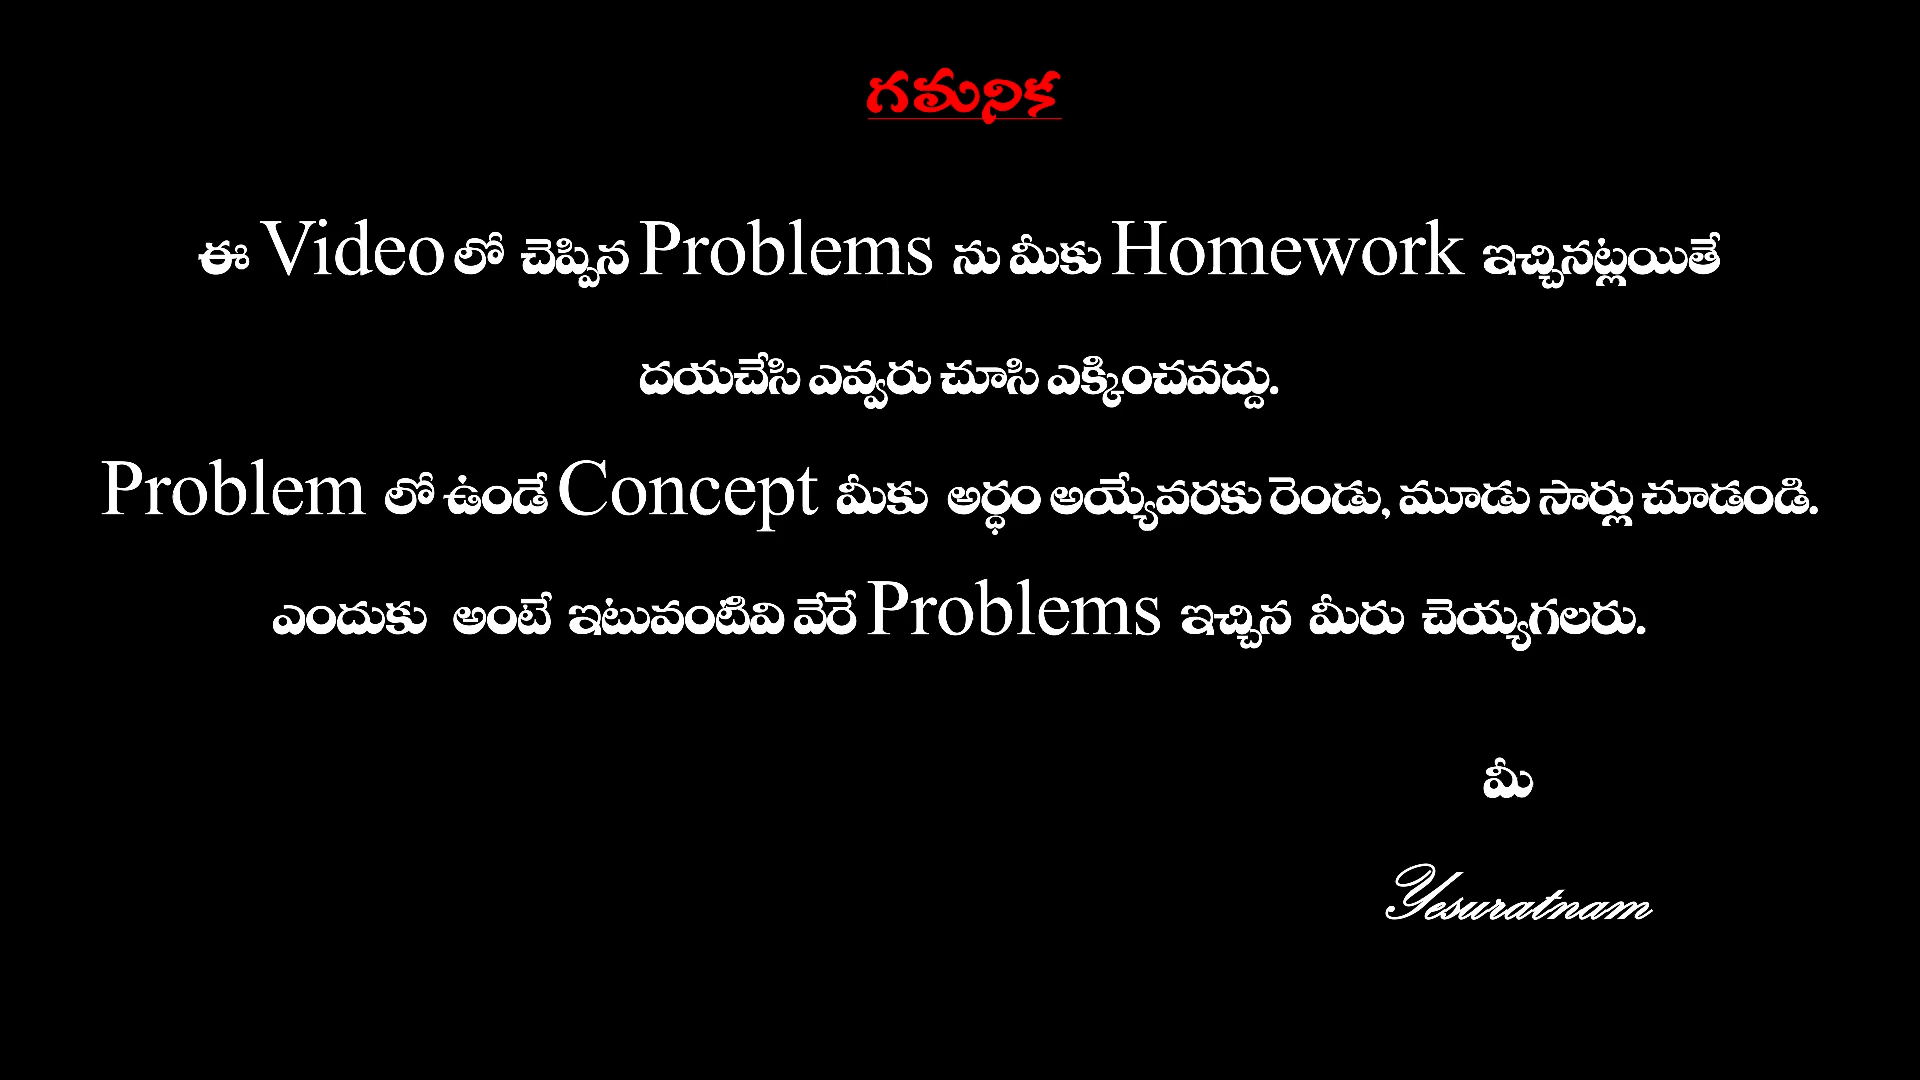 గమనిక
ఈ Video లో చెప్పిన Problems ను మీకు Homework ఇచ్చినట్లయితే
దయచేసి ఎవ్వరు చూసి ఎక్కించవద్దు.
Problem లో ఉండే Concept మీకు అర్ధం అయ్యేవరకు రెండు, మూడు సార్లు చూడండి.
ఎందుకు అంటే ఇటువంటివి వేరే Problems ఇచ్చిన మీరు చెయ్యగలరు.
మీ
Yesuratnam